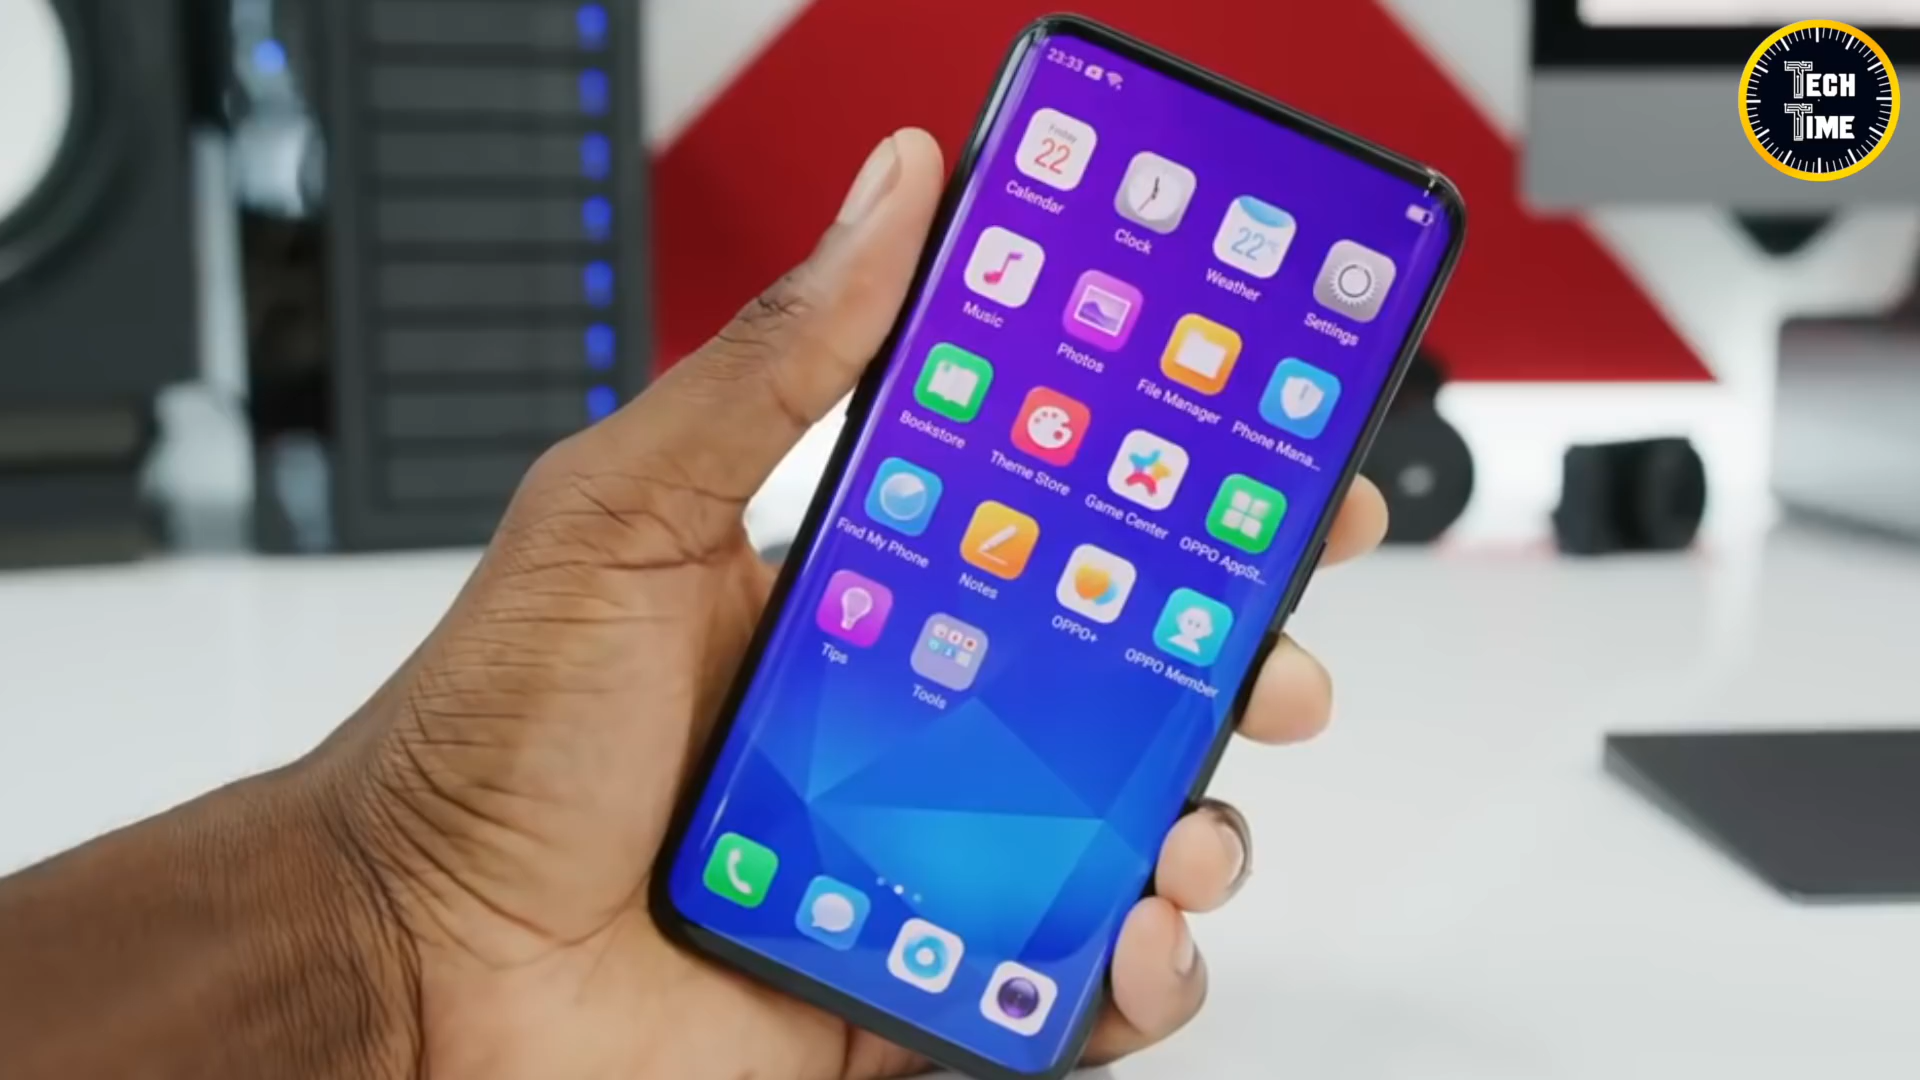 TECH
TIME
23:33
Friday
22
Calendar
Clock
22°C
Weather
Settings
Music
Photos
File Manager
Phone Mana...
Bookstore
Theme Store
Game Center
OPPO AppSt...
Find My Phone
Notes
OPPO+
OPPO Member
Tips
Tools